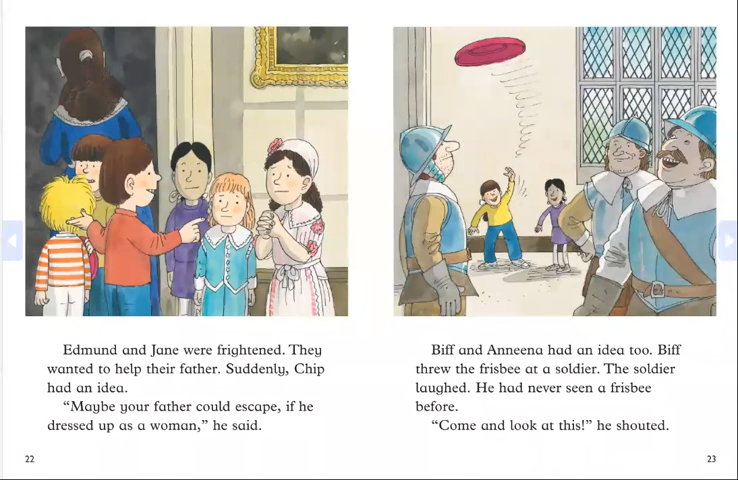 Edmund and Jane were frightened. They
wanted to help their father. Suddenly, Chip
had an idea.
“Maybe your father could escape, if he
dressed up as a woman,” he said.
22
Biff and Anneena had an idea too. Biff
threw the frisbee at a soldier. The soldier
laughed. He had never seen a frisbee
before.
“Come and look at this!” he shouted.
23